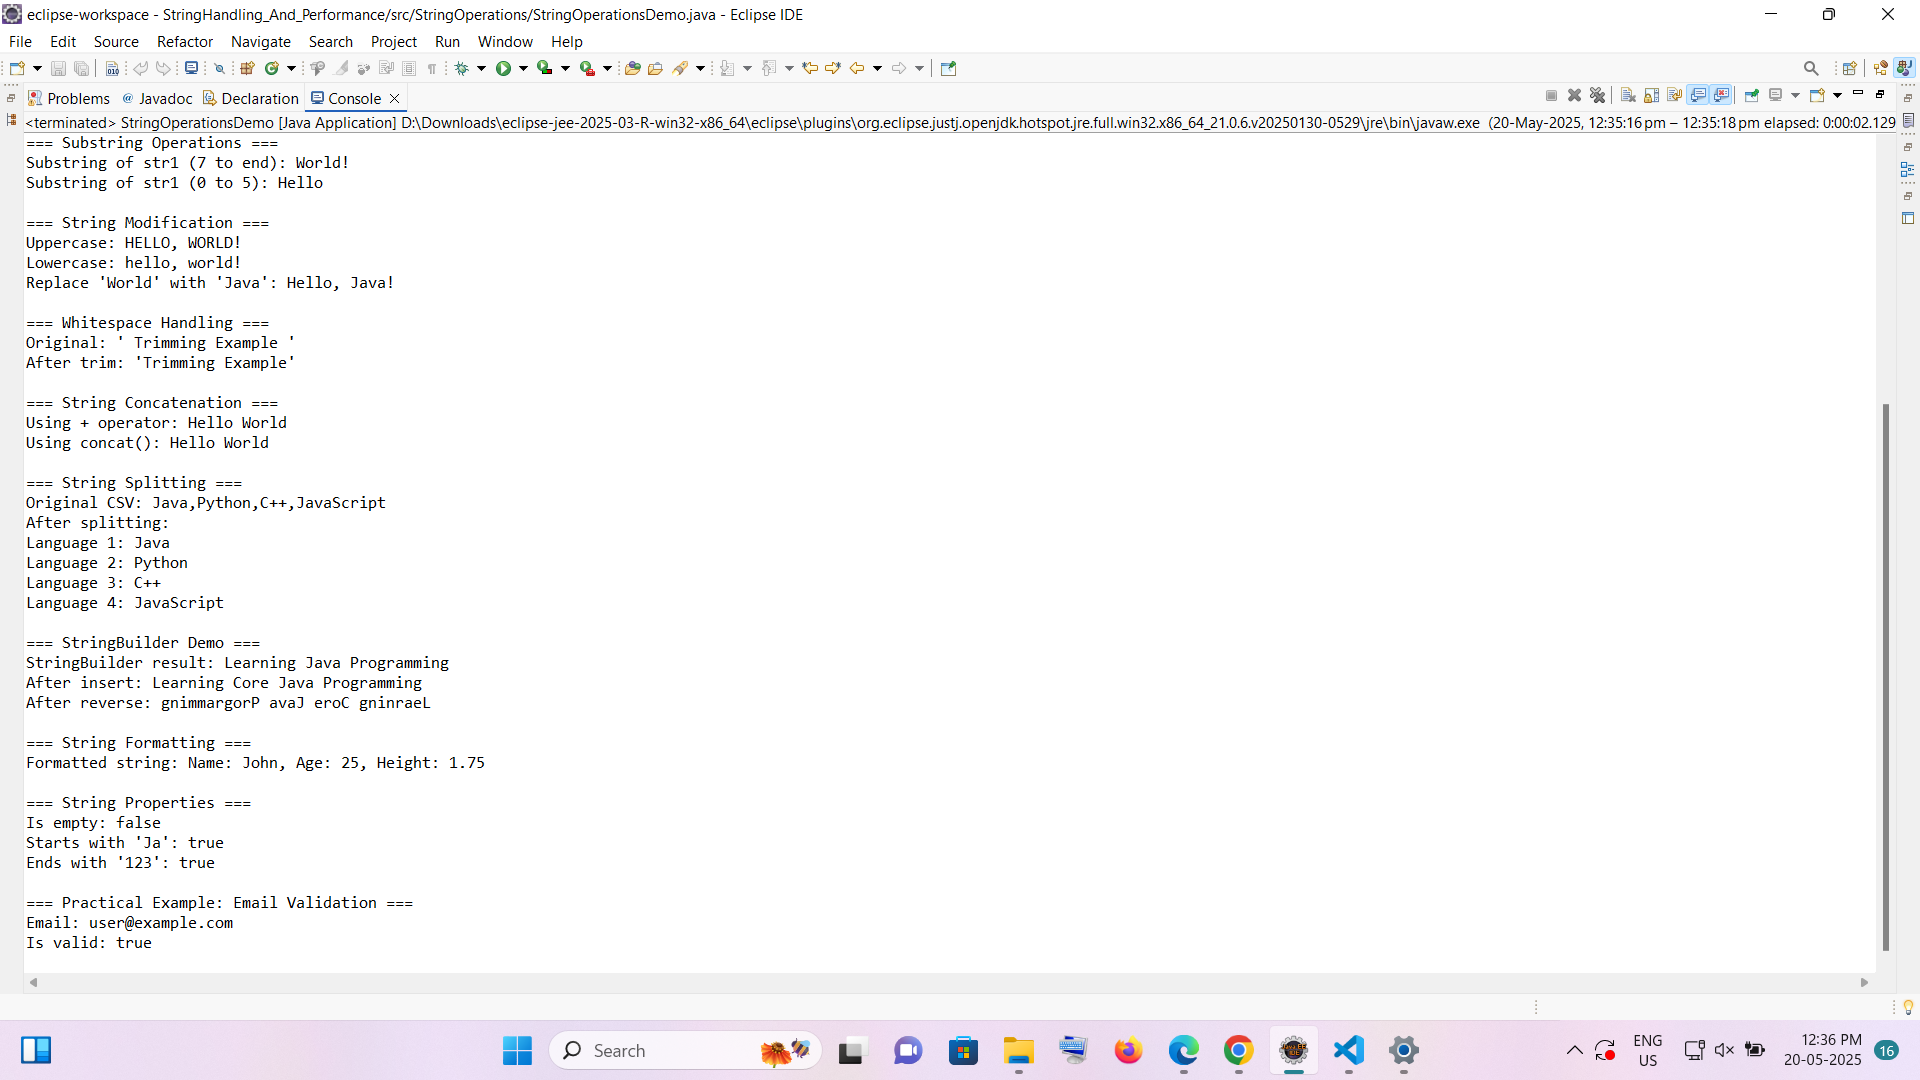 eclipse-workspace - StringHandling_And_Performance/src/StringOperations/StringOperationsDemo.java - Eclipse IDE
File Edit Source Refactor Navigate Search Project Run Window Help
Problems @ Javadoc Declaration Console
<terminated> StringOperationsDemo [Java Application] D:\Downloads\eclipse-jee-2025-03-R-win32-x86_64\eclipse\plugins\org.eclipse.justj.openjdk.hotspot.jre.full.win32.x86_64_21.0.6.v20250130-0529\jre\bin\javaw.exe (20-May-2025, 12:35:16 pm – 12:35:18 pm elapsed: 0:00:02.129
=== Substring Operations ===
Substring of str1 (7 to end): World!
Substring of str1 (0 to 5): Hello
=== String Modification ===
Uppercase: HELLO, WORLD!
Lowercase: hello, world!
Replace 'World' with 'Java': Hello, Java!
=== Whitespace Handling ===
Original: ' Trimming Example '
After trim: 'Trimming Example'
=== String Concatenation ===
Using + operator: Hello World
Using concat(): Hello World
=== String Splitting ===
Original CSV: Java,Python,C++,JavaScript
After splitting:
Language 1: Java
Language 2: Python
Language 3: C++
Language 4: JavaScript
=== StringBuilder Demo ===
StringBuilder result: Learning Java Programming
After insert: Learning Core Java Programming
After reverse: gnimmargorP avaJ eroC gninraeL
=== String Formatting ===
Formatted string: Name: John, Age: 25, Height: 1.75
=== String Properties ===
Is empty: false
Starts with 'Ja': true
Ends with '123': true
=== Practical Example: Email Validation ===
Email: user@example.com
Is valid: true
Search
ENG
US
12:36 PM
20-05-2025
16